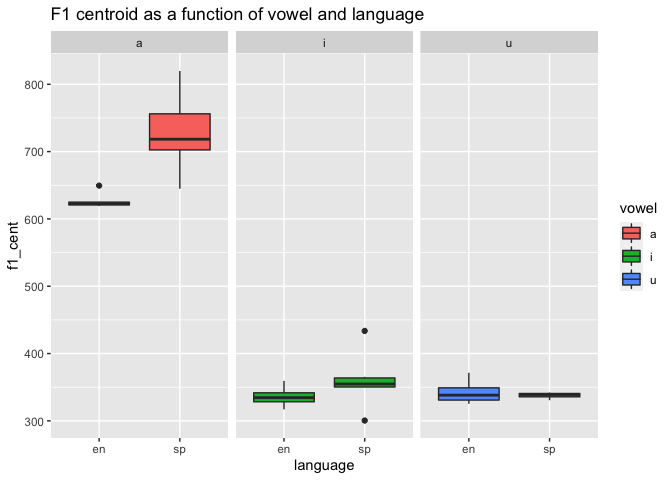 F1 centroid as a function of vowel and language
a i u
f1_cent
800
700
600
500
400
300
en sp en sp en sp
language
vowel
a
i
u